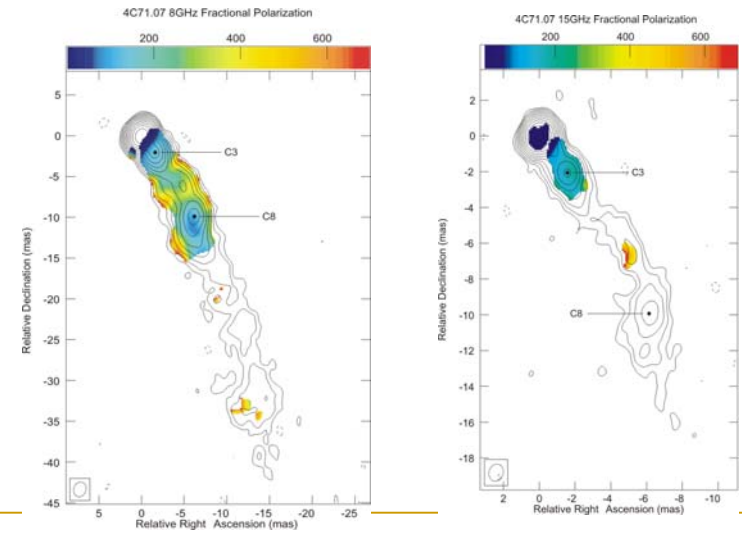 4C71.07 8GHz Fractional Polarization
200 400 600
5
0
-5
-10
-15
-20
-25
-30
-35
-40
-45
Relative Declination (mas)
C3
C8
5 0 -5 -10 -15 -20 -25
Relative Right Ascension (mas)
4C71.07 15GHz Fractional Polarization
200 400 600
2
0
-2
-4
-6
-8
-10
-12
-14
-16
-18
Relative Declination (mas)
C3
C8
2 0 -2 -4 -6 -8 -10
Relative Right Ascension (mas)